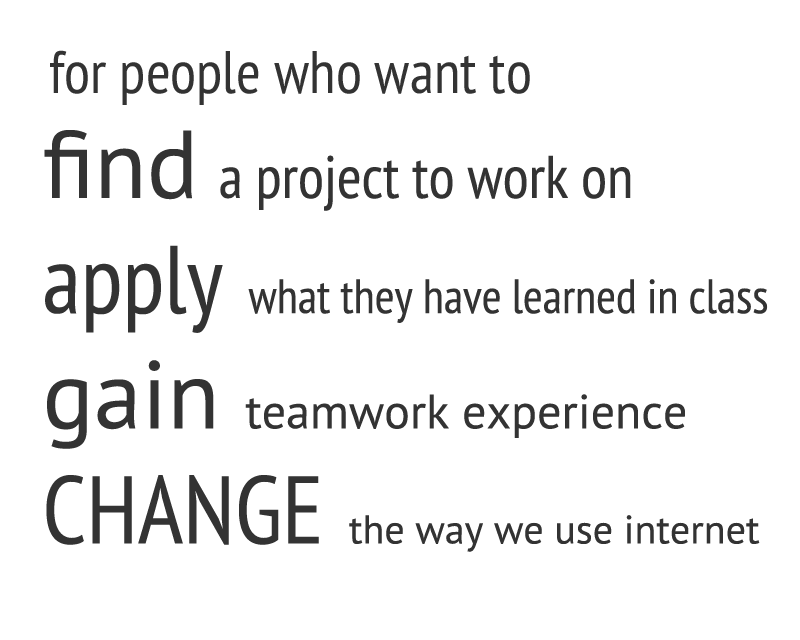 for people who want to
find a project to work on
apply what they have learned in class
gain teamwork experience
CHANGE the way we use internet